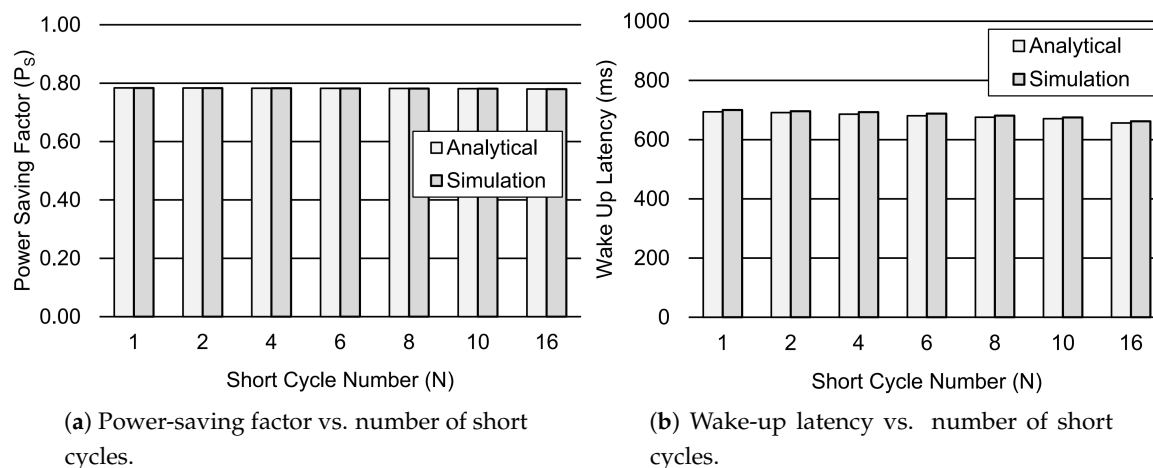 1.00
0.80
0.60
0.40
0.20
0.00
Power Saving Factor (PS)
Analytical
Simulation
1 2 4 6 8 10 16
Short Cycle Number (N)
(a) Power-saving factor vs. number of short
cycles.
1000
800
600
400
200
0
Wake Up Latency (ms)
Analytical
Simulation
1 2 4 6 8 10 16
Short Cycle Number (N)
(b) Wake-up latency vs. number of short
cycles.